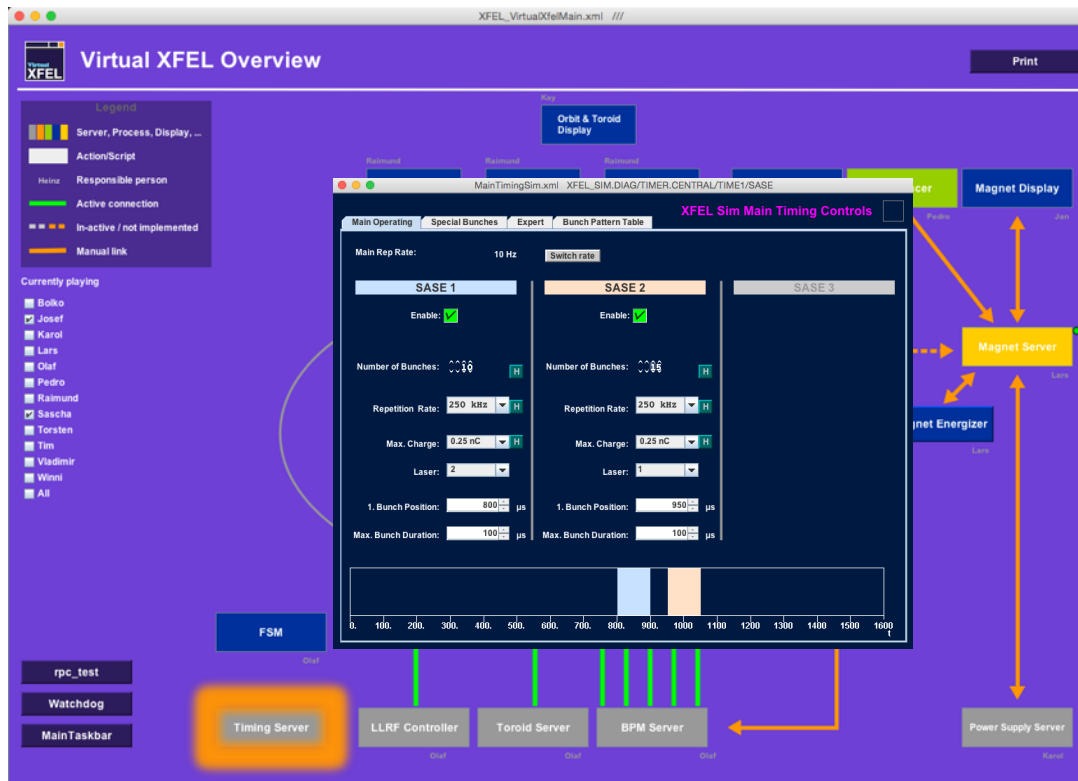 XFEL_VirtualXfelMain.xml ///
Virtual XFEL
Virtual XFEL Overview
Print
Legend
Server, Process, Display, ...
Action/Script
Heinz Responsible person
Active connection
In-active / not implemented
Manual link
Currently playing
Bolko
Josef
Karol
Lars
Olaf
Pedro
Raimund
Sascha
Torsten
Tim
Vladimir
Winni
All
Kay
Orbit & Toroid
Display
Raimund Raimund Raimund
cer
Pedro
Magnet Display
Jan
Magnet Server
Lars
gnet Energizer
Lars
MainTimingSim.xml XFEL_SIM.DIAG/TIMER.CENTRAL/TIME1/SASE
XFEL Sim Main Timing Controls
Main Operating Special Bunches Expert Bunch Pattern Table
Main Rep Rate: 10 Hz Switch rate
SASE 1 SASE 2 SASE 3
Enable: Enable:
Number of Bunches: 10 H Number of Bunches: 15 H
Repetition Rate: 250 kHz H Repetition Rate: 250 kHz H
Max. Charge: 0.25 nC H Max. Charge: 0.25 nC H
Laser: 2 Laser: 1
1. Bunch Position: 800 µs 1. Bunch Position: 950 µs
Max. Bunch Duration: 100 µs Max. Bunch Duration: 100 µs
0. 100. 200. 300. 400. 500. 600. 700. 800. 900. 1000 1100 1200 1300 1400 1500 1600
t
FSM
Olaf
rpc_test
Watchdog
MainTaskbar
Timing Server
LLRF Controller
Olaf
Toroid Server
Olaf
BPM Server
Olaf
Power Supply Server
Karol